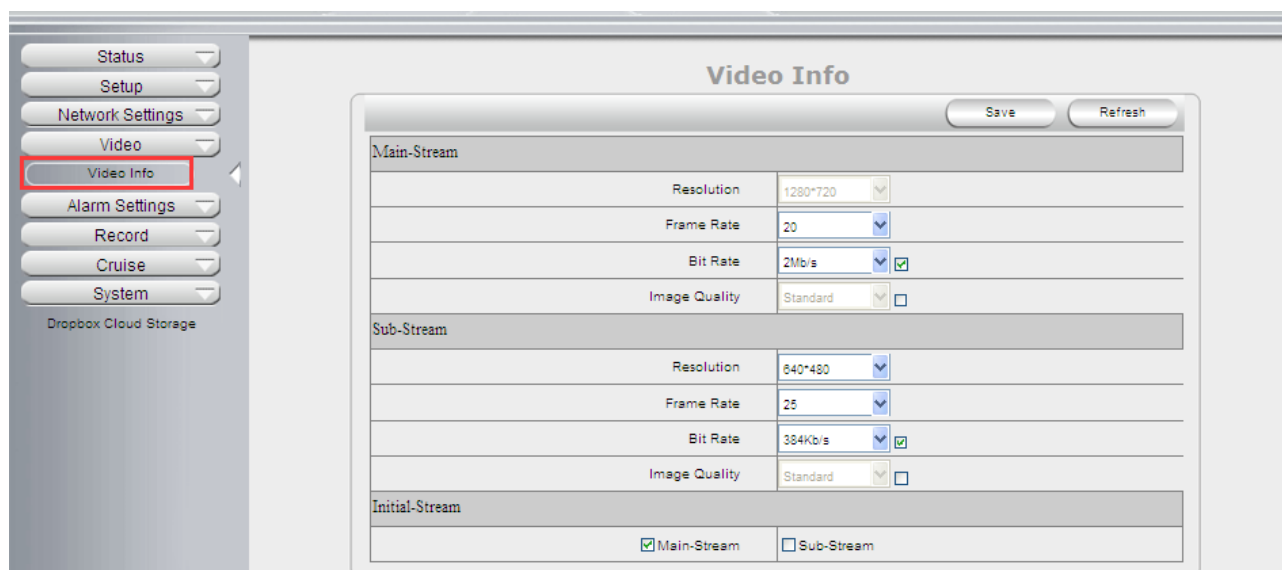 Status
Setup
Network Settings
Video
Video Info
Alarm Settings
Record
Cruise
System
Dropbox Cloud Storage
Video Info
Save Refresh
Main-Stream
Resolution 1280*720
Frame Rate 20
Bit Rate 2Mb/s
Image Quality Standard
Sub-Stream
Resolution 640*480
Frame Rate 25
Bit Rate 384Kb/s
Image Quality Standard
Initial-Stream
Main-Stream Sub-Stream